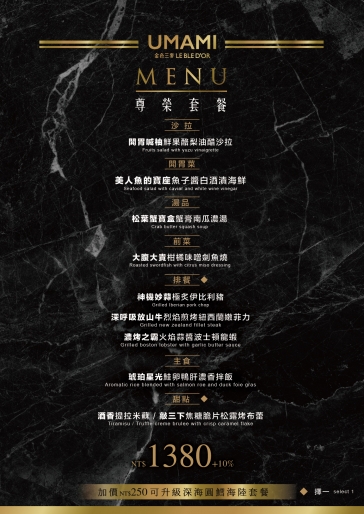 UMAMI
金色三麥 LE BLE D'OR
MENU
尊榮套餐
沙拉
開胃喊柚鮮果酸梨油醋沙拉
Fruits salad with yuzu vinaigrette
開胃菜
美人魚的寶座魚子醬白酒漬海鮮
Seafood salad with caviar and white wine vinegar
湯品
松葉蟹寶盒蟹膏南瓜濃湯
Crab butter squash soup
前菜
大腹大貴柑橘味噌劍魚燒
Roasted swordfish with citrus miso dressing
排餐 ◆
神機妙蒜極炙伊比利豬
Grilled Iberian pork chop
深呼吸放山牛烈焰煎烤紐西蘭嫩菲力
Grilled new zealand fillet steak
濃烤之霸火焰蒜醬波士頓龍蝦
Grilled boston lobster with garlic butter sauce
主食
琥珀星光鮭卵鴨肝濃香拌飯
Aromatic rice blended with salmon roe and duck foie gras
甜點 ◆
酒香提拉米蘇 / 敲三下焦糖脆片松露烤布蕾
Tiramisu / Truffle creme brulee with crisp caramel flake
NT$ 1380 +10%
加價NT$250可升級深海圓鱈海陸套餐
◆ 擇一 select 1